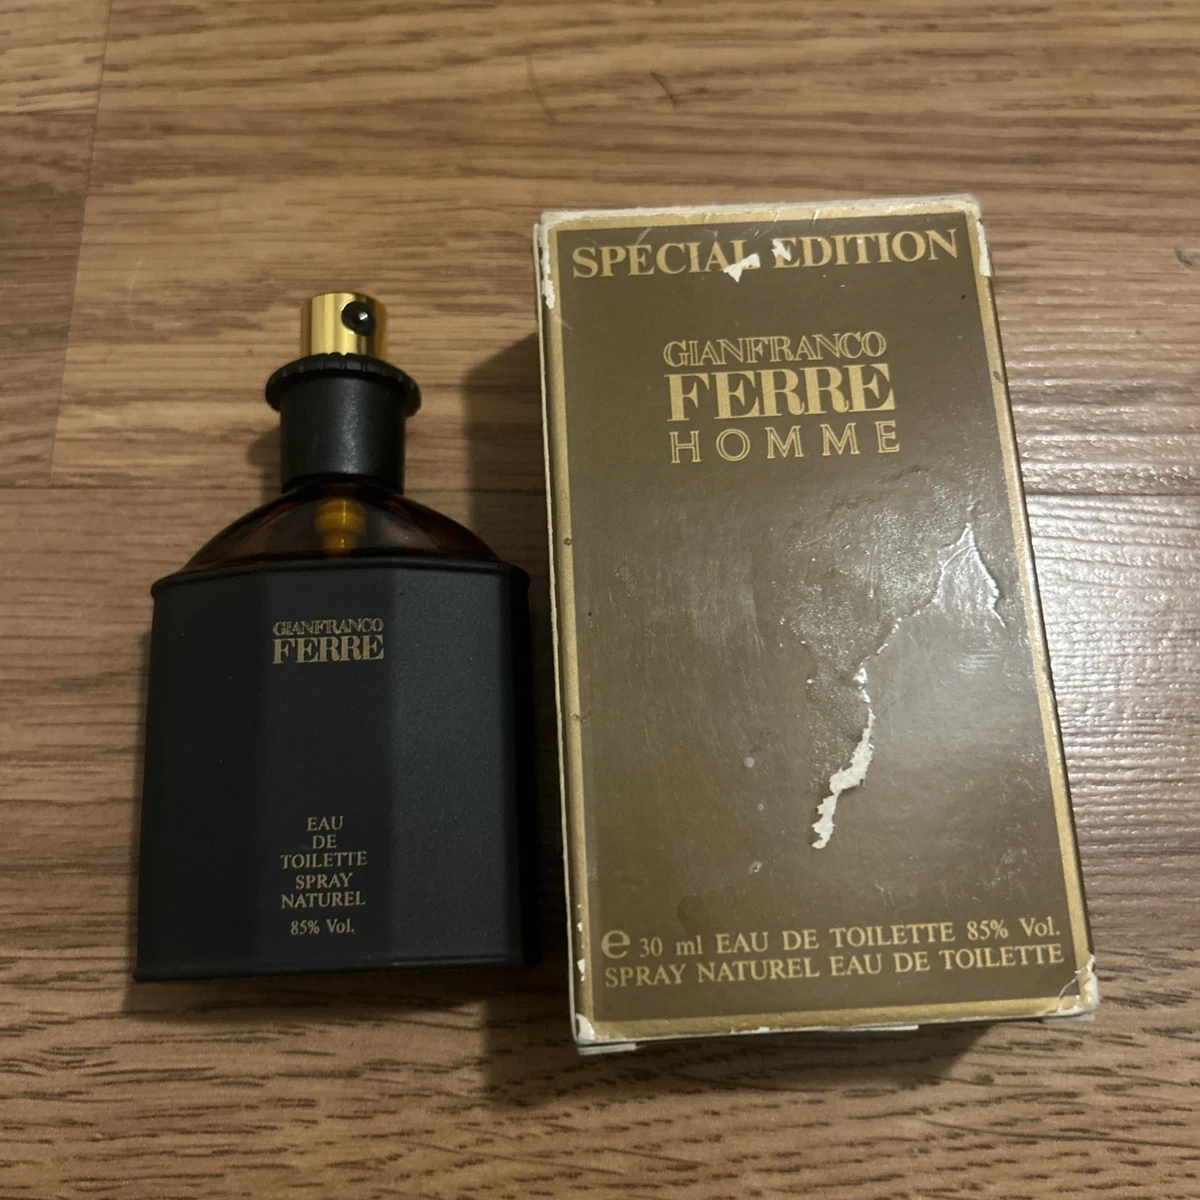 GIANFRANCO
FERRE
EAU
DE
TOILETTE
SPRAY
NATUREL
85% Vol.
SPECIAL EDITION
GIANFRANCO
FERRE
HOMME
e 30 ml EAU DE TOILETTE 85% Vol.
SPRAY NATUREL EAU DE TOILETTE